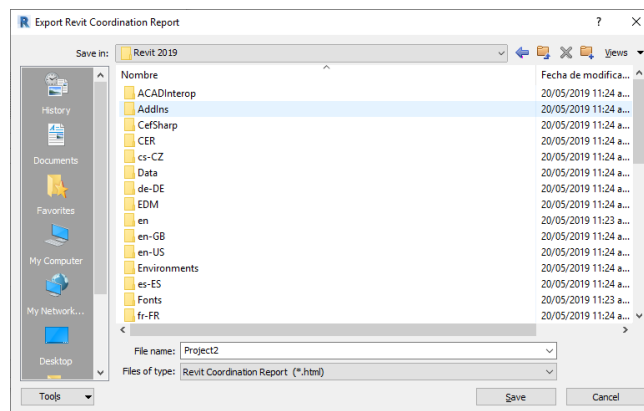 Export Revit Coordination Report
Save in: Revit 2019 Views
Nombre Fecha de modifica...
ACADInterop 20/05/2019 11:24 a...
AddIns 20/05/2019 11:24 a...
CefSharp 20/05/2019 11:24 a...
CER 20/05/2019 11:24 a...
cs-CZ 20/05/2019 11:24 a...
Data 20/05/2019 11:24 a...
de-DE 20/05/2019 11:24 a...
EDM 20/05/2019 11:24 a...
en 20/05/2019 11:23 a...
en-GB 20/05/2019 11:24 a...
en-US 20/05/2019 11:24 a...
Environments 20/05/2019 11:24 a...
es-ES 20/05/2019 11:24 a...
Fonts 20/05/2019 11:23 a...
fr-FR 20/05/2019 11:24 a...
History
Documents
Favorites
My Computer
My Network...
Desktop
File name: Project2
Files of type: Revit Coordination Report (*.html)
Tools Save Cancel